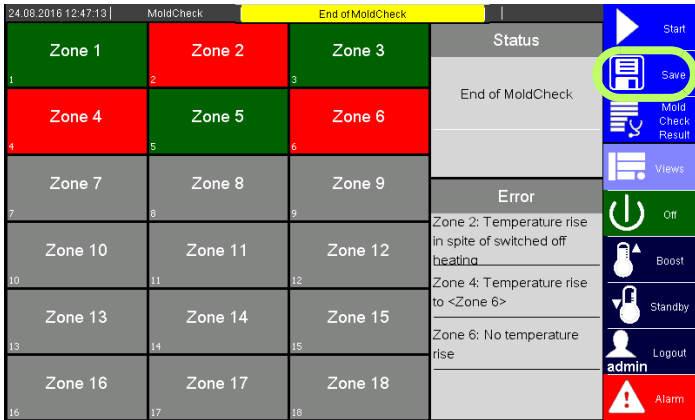 24.08.2016 12:47:13
MoldCheck
End of MoldCheck
Zone 1
1
Zone 2
2
Zone 3
3
Zone 4
4
Zone 5
5
Zone 6
6
Zone 7
7
Zone 8
8
Zone 9
9
Zone 10
10
Zone 11
11
Zone 12
12
Zone 13
13
Zone 14
14
Zone 15
15
Zone 16
16
Zone 17
17
Zone 18
18
Status
End of MoldCheck
Error
Zone 2: Temperature rise
in spite of switched off
heating
Zone 4: Temperature rise
to <Zone 6>
Zone 6: No temperature
rise
Start
Save
Mold
Check
Result
Views
Off
Boost
Standby
Logout
admin
Alarm